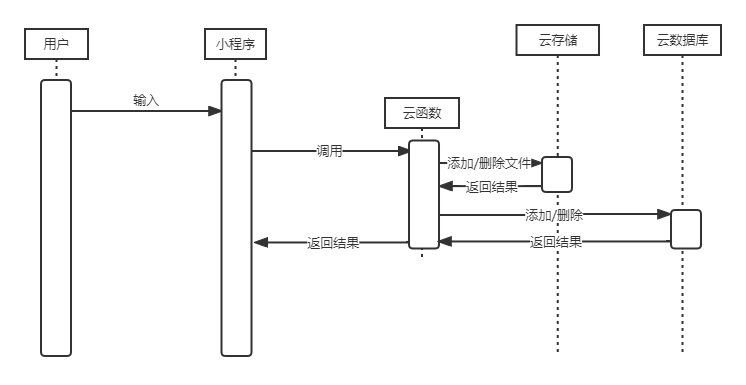 用户
小程序
云存储
云数据库
云函数
输入
调用
添加/删除文件
返回结果
添加/删除
返回结果
返回结果